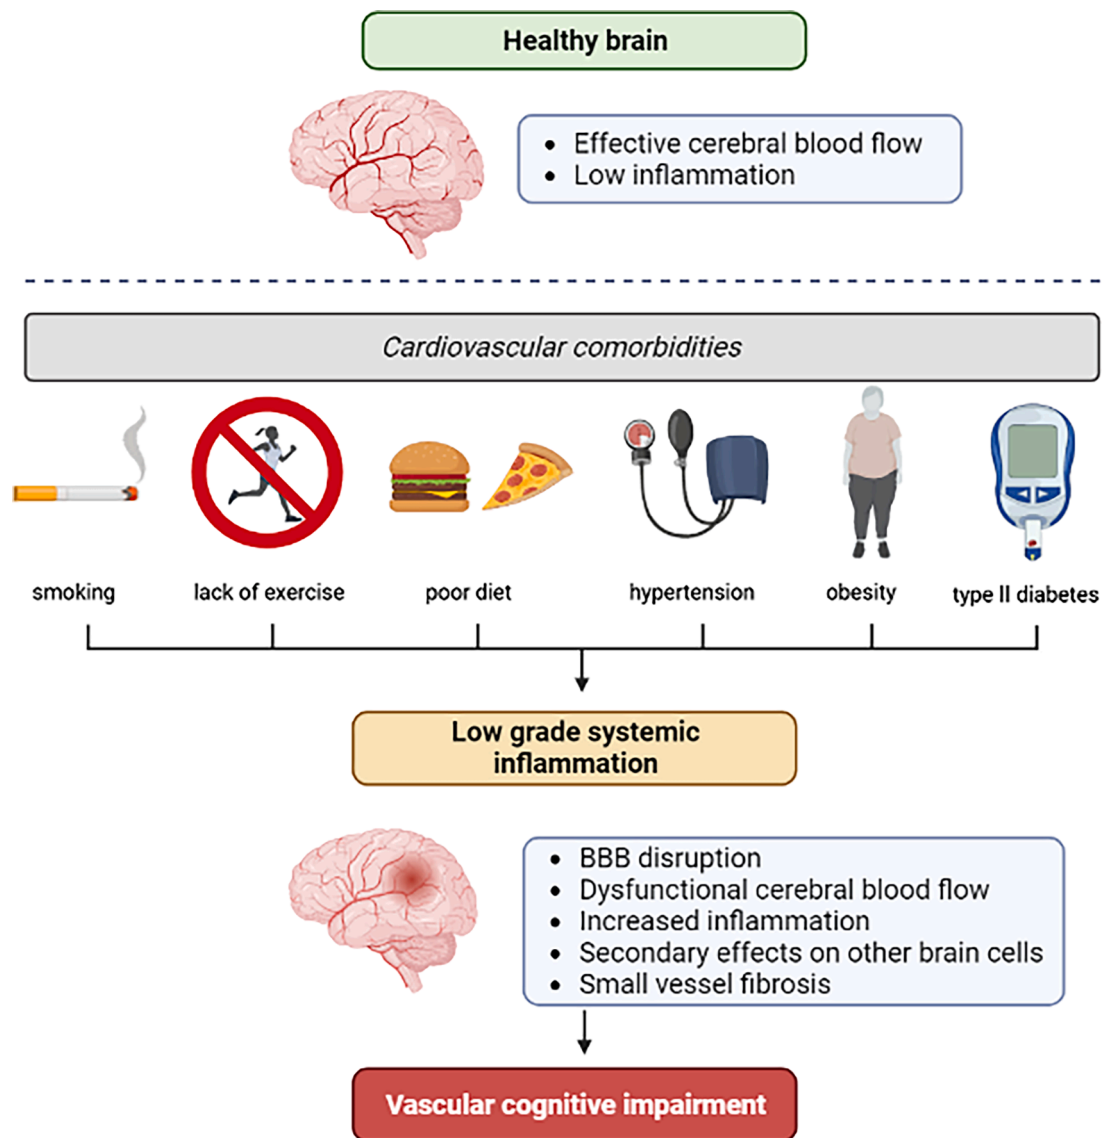 Healthy brain
• Effective cerebral blood flow
• Low inflammation
Cardiovascular comorbidities
smoking
lack of exercise
poor diet
hypertension
obesity
type II diabetes
Low grade systemic
inflammation
• BBB disruption
• Dysfunctional cerebral blood flow
• Increased inflammation
• Secondary effects on other brain cells
• Small vessel fibrosis
Vascular cognitive impairment